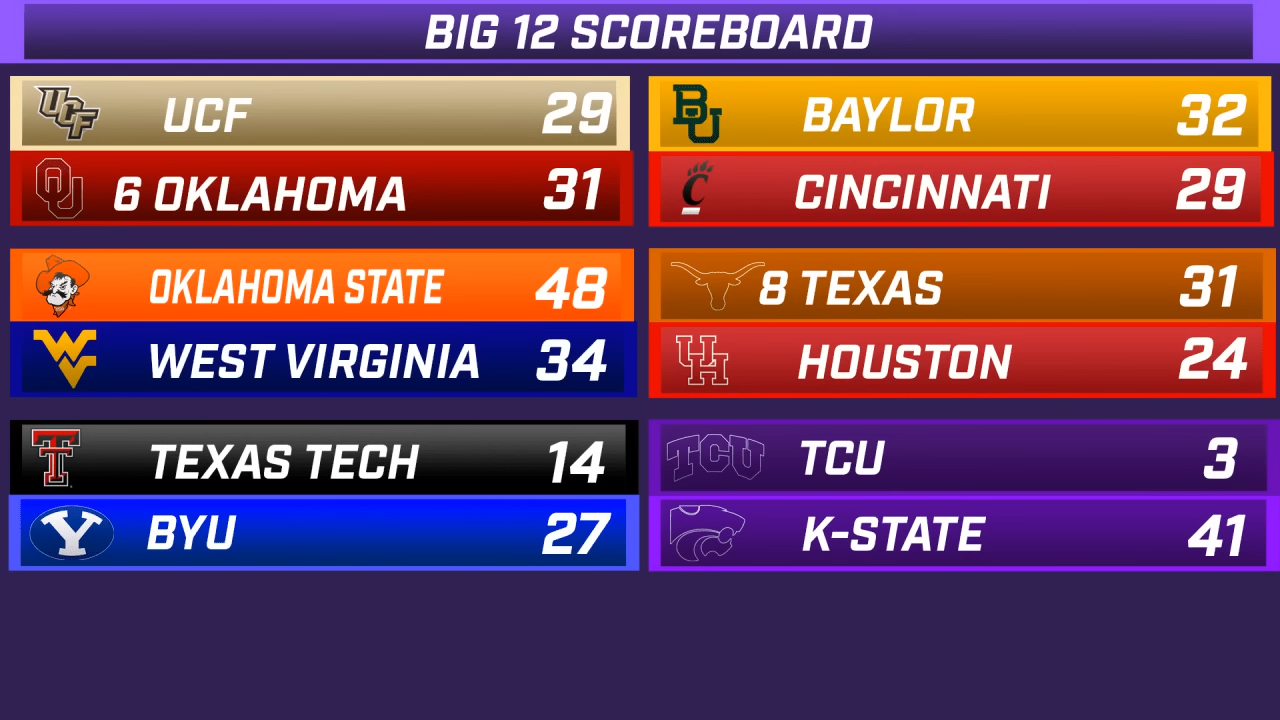 BIG 12 SCOREBOARD
UCF 29
6 OKLAHOMA 31
OKLAHOMA STATE 48
WEST VIRGINIA 34
TEXAS TECH 14
BYU 27
BAYLOR 32
CINCINNATI 29
8 TEXAS 31
HOUSTON 24
TCU TCU 3
K-STATE 41